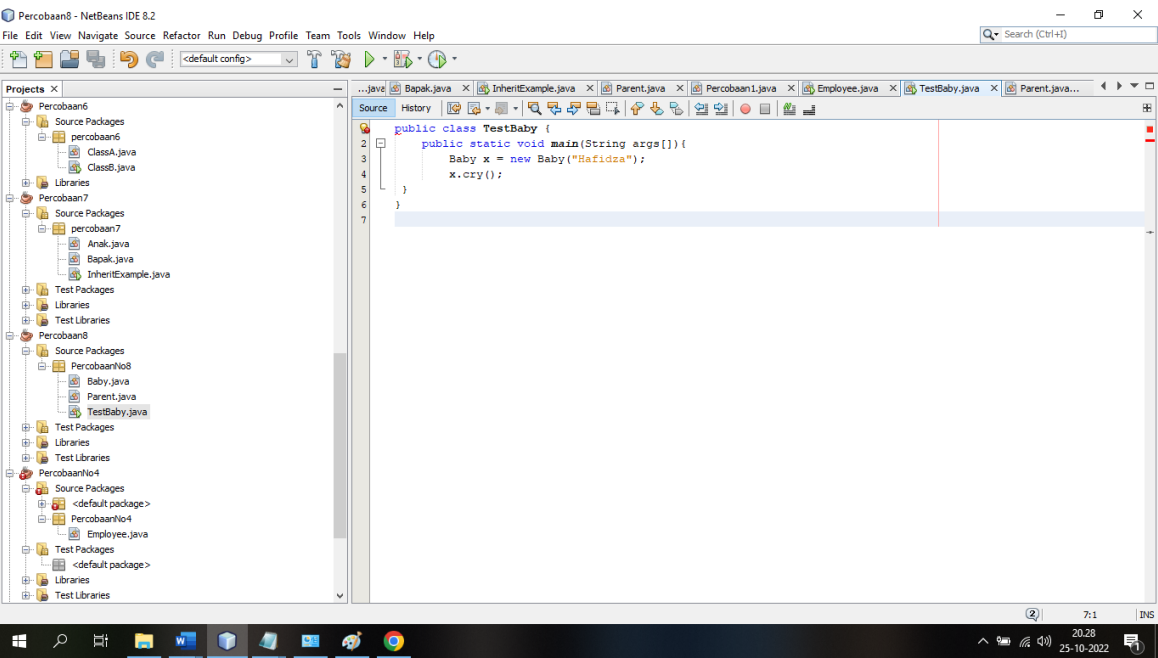 Percobaan8 - NetBeans IDE 8.2
File Edit View Navigate Source Refactor Run Debug Profile Team Tools Window Help
Search (Ctrl+I)
<default config>
Projects
...java Bapak.java InheritExample.java Parent.java Percobaan1.java Employee.java TestBaby.java Parent.java...
Source History
Percobaan6
Source Packages
percobaan6
ClassA.java
ClassB.java
Libraries
Percobaan7
Source Packages
percobaan7
Anak.java
Bapak.java
InheritExample.java
Test Packages
Libraries
Test Libraries
Percobaan8
Source Packages
PercobaanNo8
Baby.java
Parent.java
TestBaby.java
Test Packages
Libraries
Test Libraries
PercobaanNo4
Source Packages
<default package>
PercobaanNo4
Employee.java
Test Packages
<default package>
Libraries
Test Libraries
public class TestBaby {
2 public static void main(String args[]){
3 Baby x = new Baby("Hafidza");
4 x.cry();
5 }
6 }
7
2 7:1 INS
20.28
25-10-2022
1